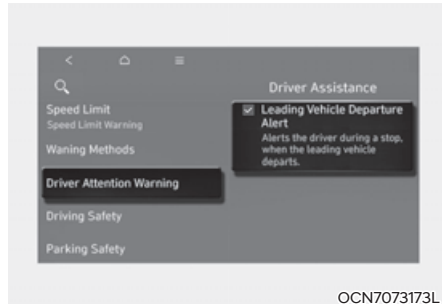 Driver Assistance
Speed Limit
Speed Limit Warning
Waning Methods
Driver Attention Warning
Driving Safety
Parking Safety
Leading Vehicle Departure
Alert
Alerts the driver during a stop,
when the leading vehicle
departs.
OCN7073173L